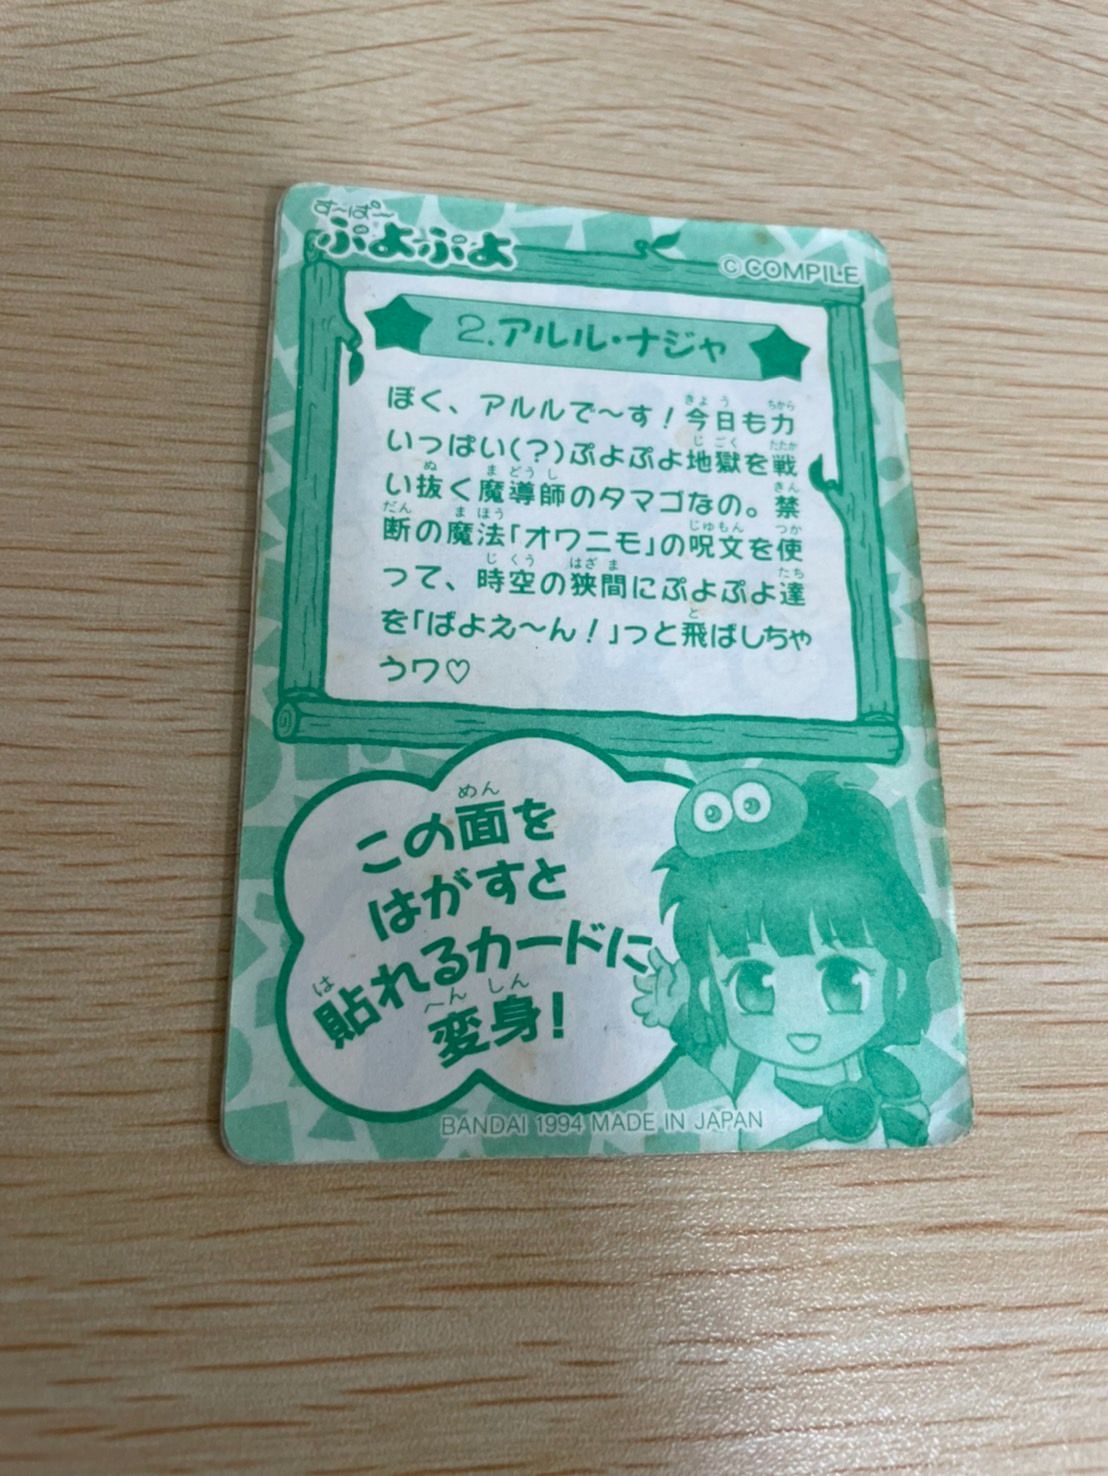 す〜ぱ〜
ぷよぷよ
© COMPILE
2.アルル・ナジャ
ぼく、アルルで〜す!今日も力
いっぱい(?)ぷよぷよ地獄を戦
い抜く魔導師のタマゴなの。禁
断の魔法「オワニモ」の呪文を使
って、時空の狭間にぷよぷよ達
を「ばよえ〜ん!」っと飛ばしちゃ
うワ♡
この面を
はがすと
貼れるカードに
変身!
BANDAI 1994 MADE IN JAPAN